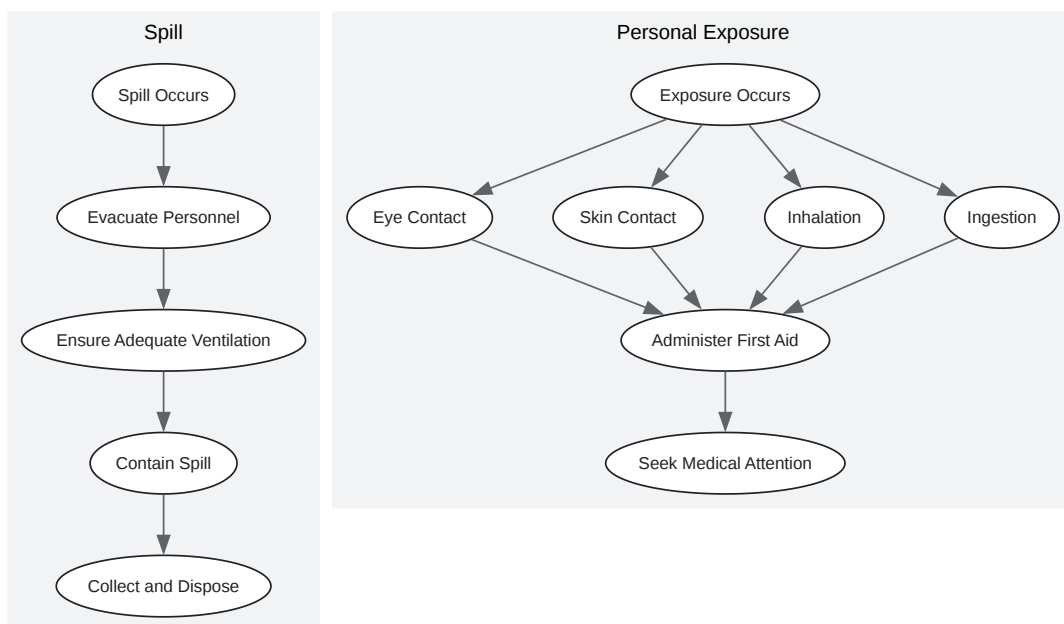 Spill
Spill Occurs
Evacuate Personnel
Ensure Adequate Ventilation
Contain Spill
Collect and Dispose
Personal Exposure
Exposure Occurs
Eye Contact
Skin Contact
Inhalation
Ingestion
Administer First Aid
Seek Medical Attention